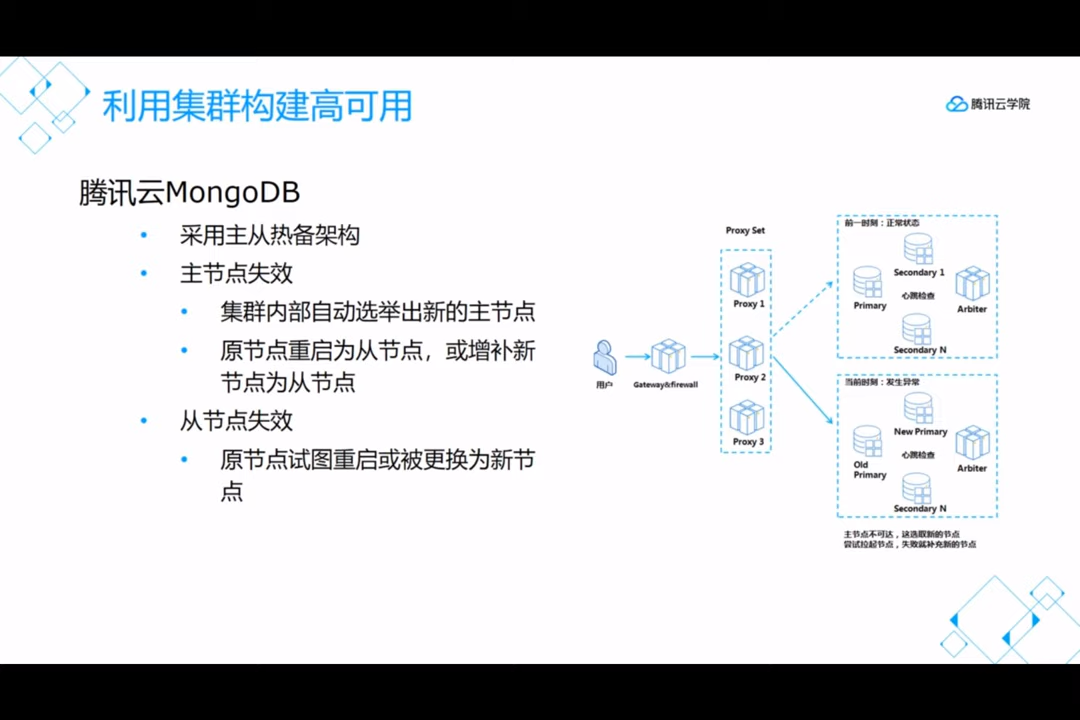 利用集群构建高可用
腾讯云学院
腾讯云MongoDB
• 采用主从热备架构
• 主节点失效
• 集群内部自动选举出新的主节点
• 原节点重启为从节点，或增补新
节点为从节点
• 从节点失效
• 原节点试图重启或被更换为新节
点
用户
Gateway&firewall
Proxy Set
Proxy 1
Proxy 2
Proxy 3
前一时刻：正常状态
Secondary 1
Primary
心跳检查
Arbiter
Secondary N
当前时刻：发生异常
New Primary
Old
Primary
心跳检查
Arbiter
Secondary N
主节点不可达，这选取新的节点
尝试拉起节点，失败就补充新的节点